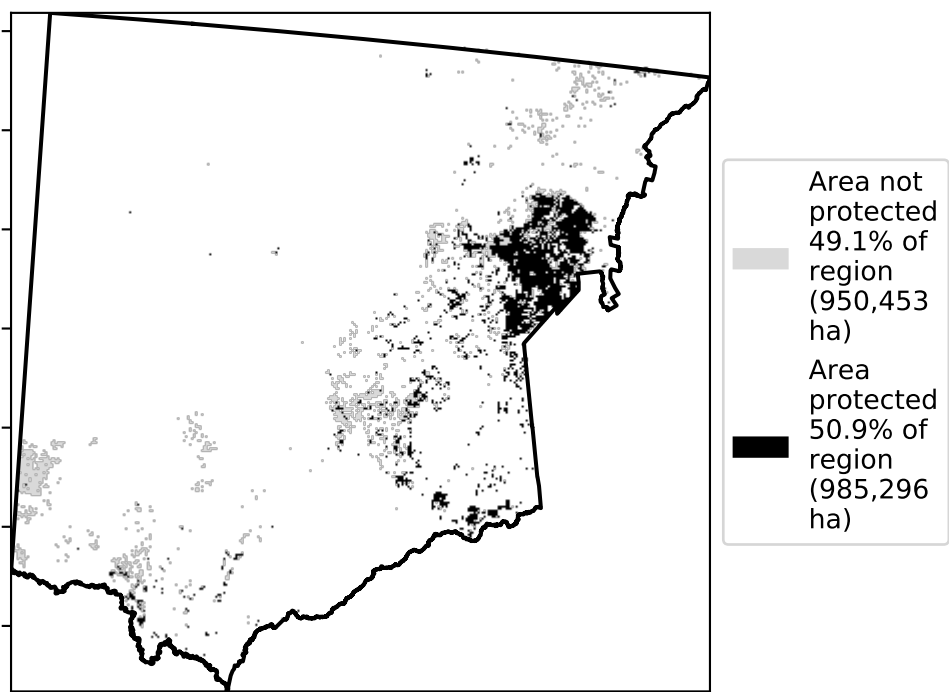 Area not
protected
49.1% of
region
(950,453
ha)
Area
protected
50.9% of
region
(985,296
ha)